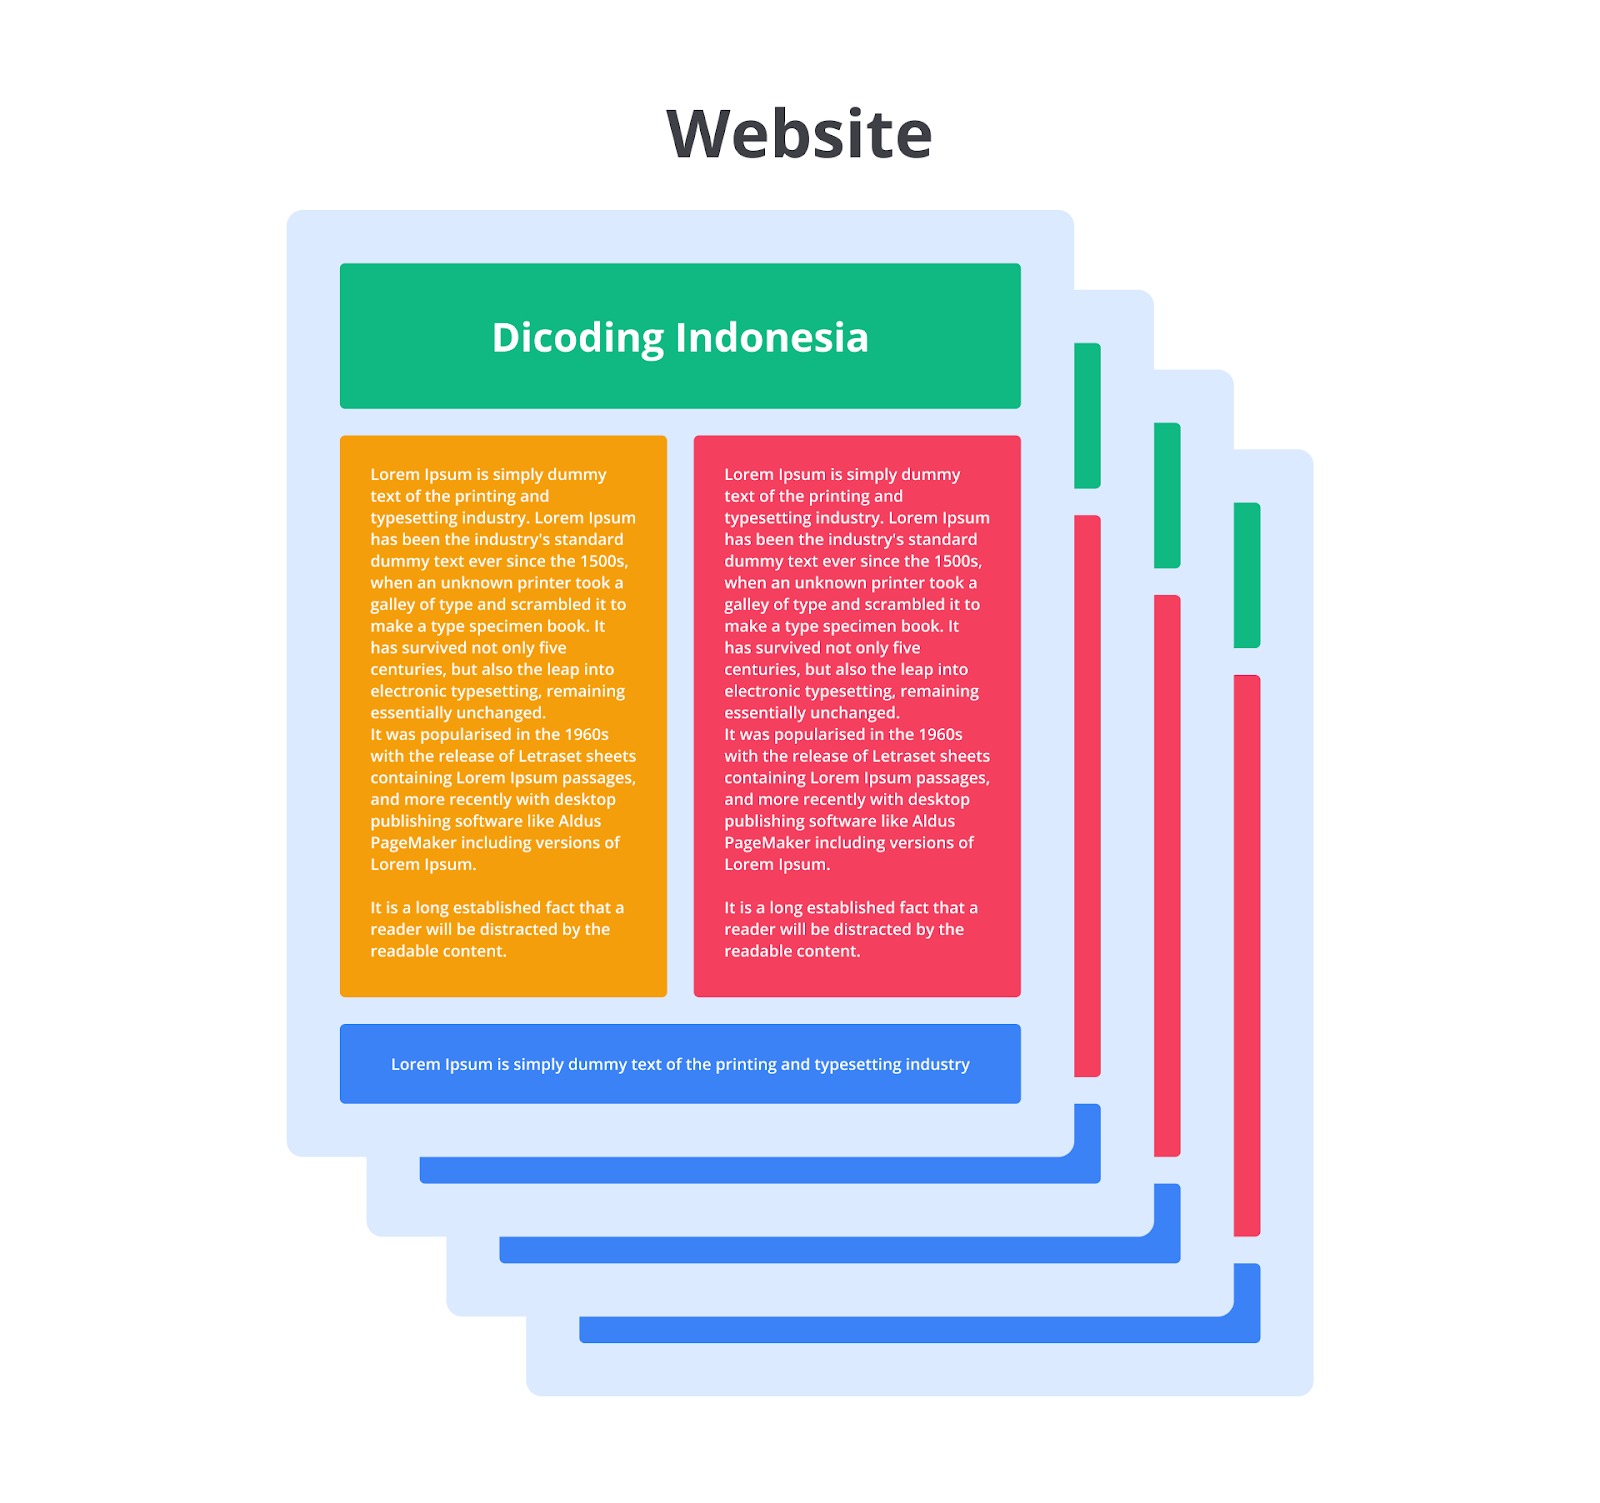 Website
Dicoding Indonesia
Lorem Ipsum is simply dummy
text of the printing and
typesetting industry. Lorem Ipsum
has been the industry's standard
dummy text ever since the 1500s,
when an unknown printer took a
galley of type and scrambled it to
make a type specimen book. It
has survived not only five
centuries, but also the leap into
electronic typesetting, remaining
essentially unchanged.
It was popularised in the 1960s
with the release of Letraset sheets
containing Lorem Ipsum passages,
and more recently with desktop
publishing software like Aldus
PageMaker including versions of
Lorem Ipsum.
It is a long established fact that a
reader will be distracted by the
readable content.
Lorem Ipsum is simply dummy
text of the printing and
typesetting industry. Lorem Ipsum
has been the industry's standard
dummy text ever since the 1500s,
when an unknown printer took a
galley of type and scrambled it to
make a type specimen book. It
has survived not only five
centuries, but also the leap into
electronic typesetting, remaining
essentially unchanged.
It was popularised in the 1960s
with the release of Letraset sheets
containing Lorem Ipsum passages,
and more recently with desktop
publishing software like Aldus
PageMaker including versions of
Lorem Ipsum.
It is a long established fact that a
reader will be distracted by the
readable content.
Lorem Ipsum is simply dummy text of the printing and typesetting industry